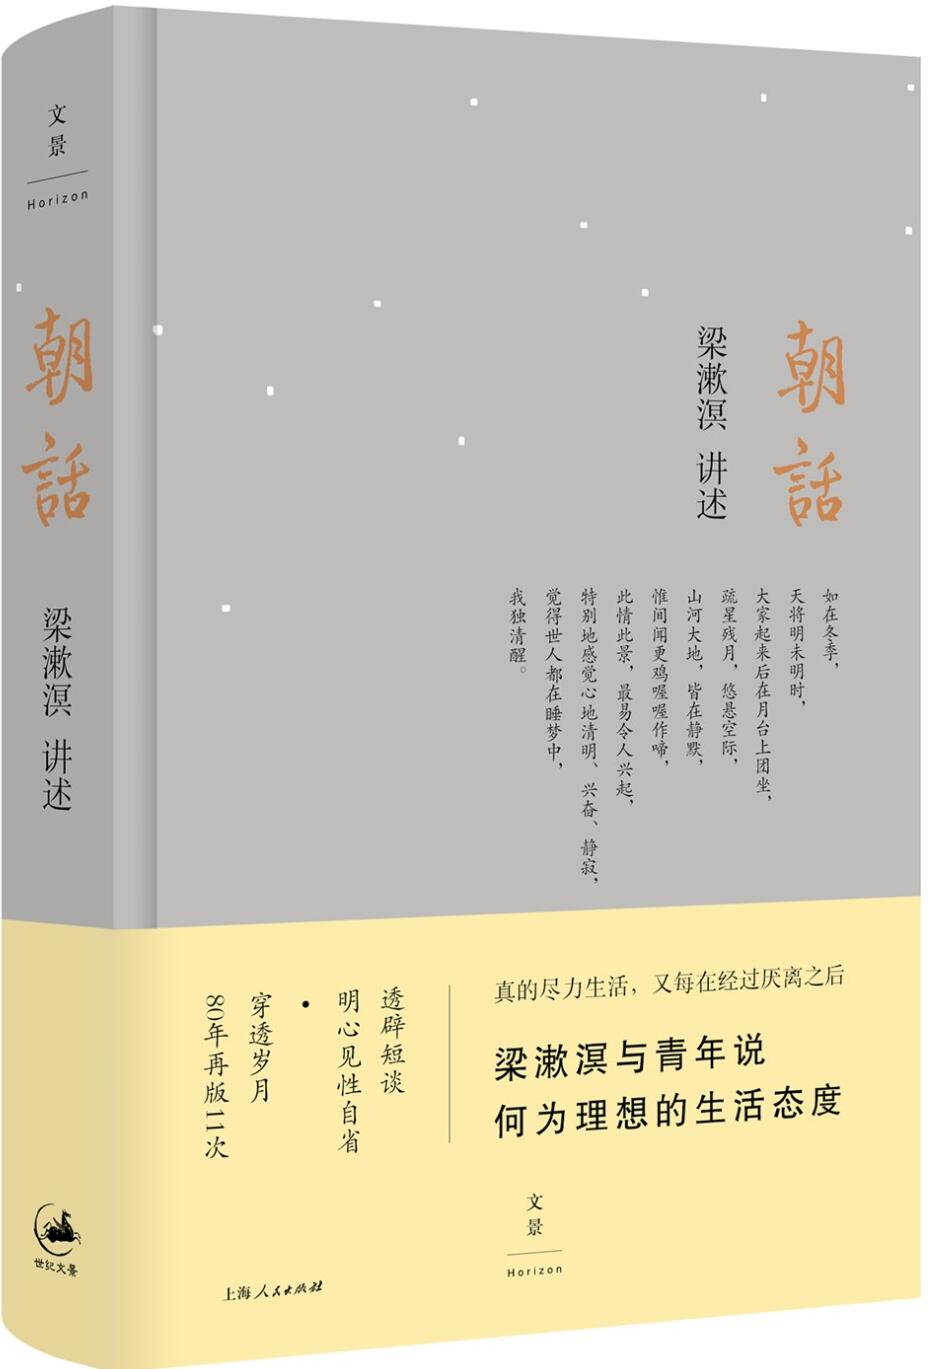 文
景
Horizon
朝話
梁漱溟 讲述
世纪文景
朝話
梁漱溟 讲述
如在冬季，
天将明未明时，
大家起来后在月台上团坐，
疏星残月，悠悬空际，
山河大地，皆在静默，
惟间闻更鸡喔喔作啼，
此情此景，最易令人兴起，
特别地感觉心地清明、兴奋、静寂，
觉得世人都在睡梦中，
我独清醒。
真的尽力生活，又每在经过厌离之后
梁漱溟与青年说
何为理想的生活态度
透辟短谈
明心见性自省
•
穿透岁月
80年再版11次
文
景
Horizon
上海人民出版社